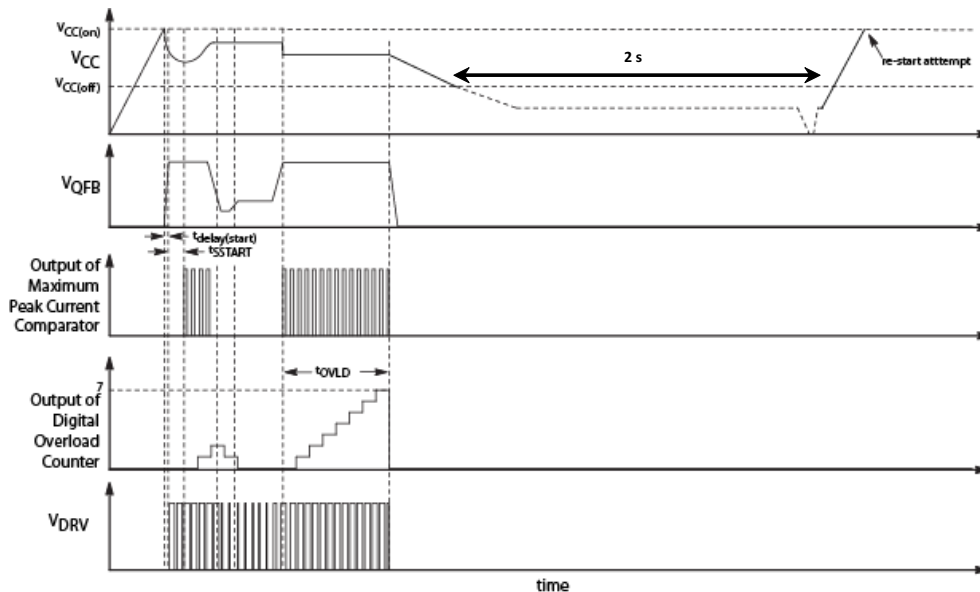 VCC(on)
VCC
VCC(off)
2 s
re-start atttempt
VQFB
tdelay(start)
tSSTART
Output of
Maximum
Peak Current
Comparator
tOVLD
7
Output of
Digital
Overload
Counter
VDRV
time